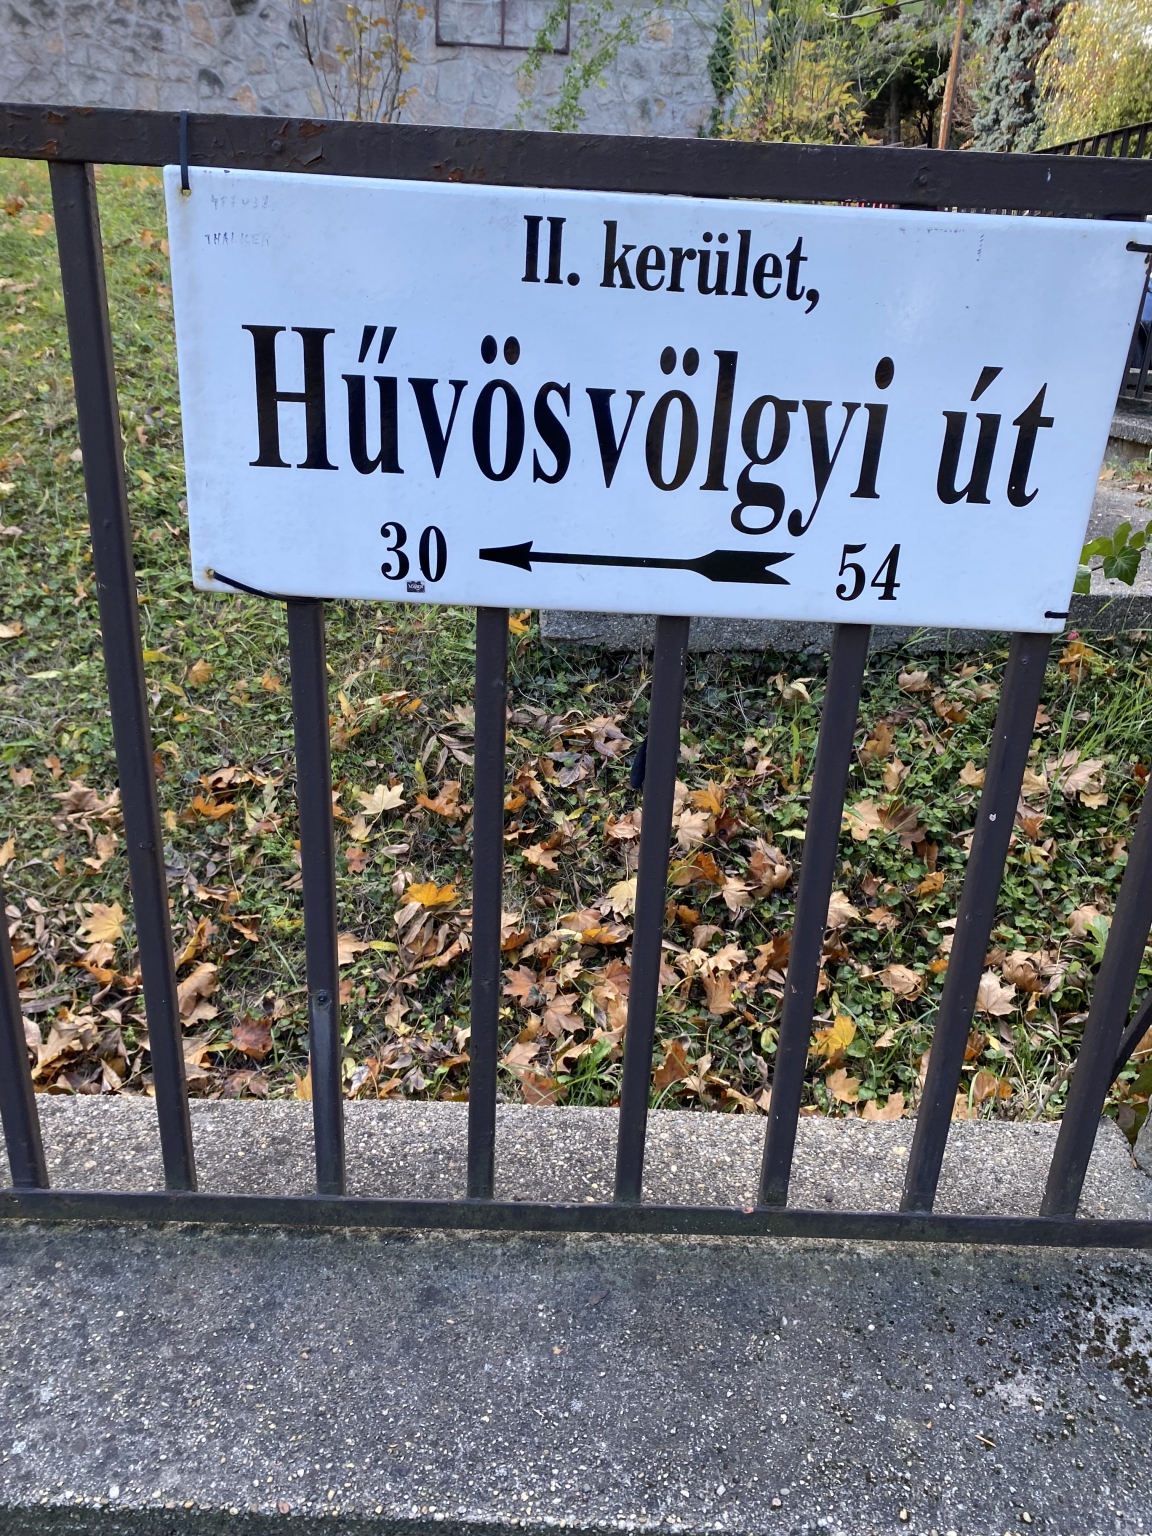 II. kerület,
Hűvösvölgyi út
30 54